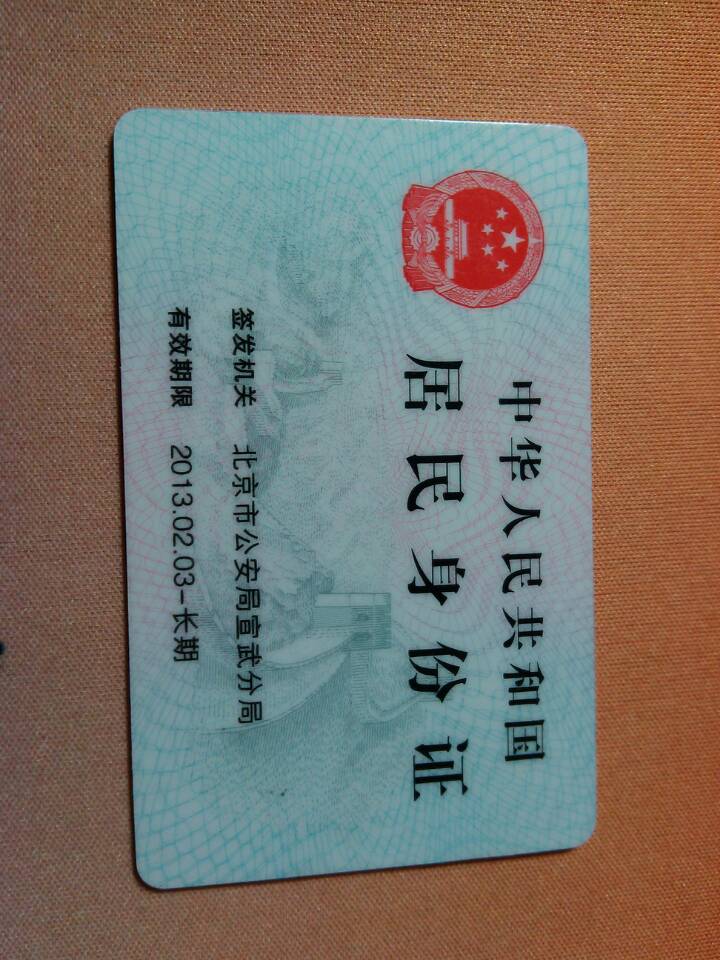 中华人民共和国
居民身份证
签发机关 北京市公安局宣武分局
有效期限 2013.02.03-长期